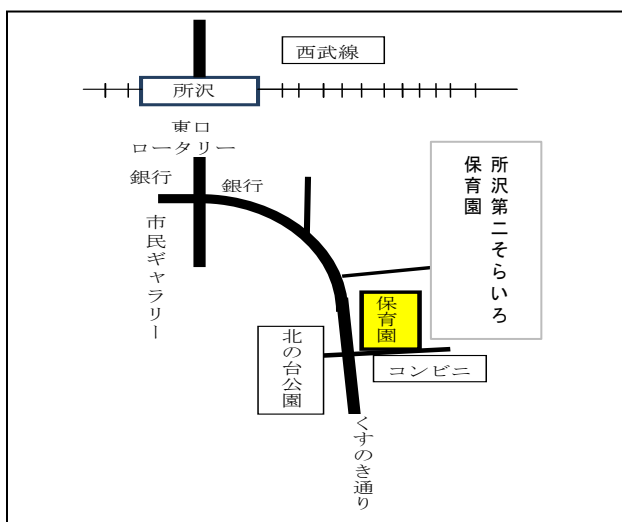 西武線
所沢
東口
ロータリー
銀行
銀行
市民ギャラリー
所沢第二そらいろ
保育園
保育園
北の台公園
コンビニ
くすのき通り